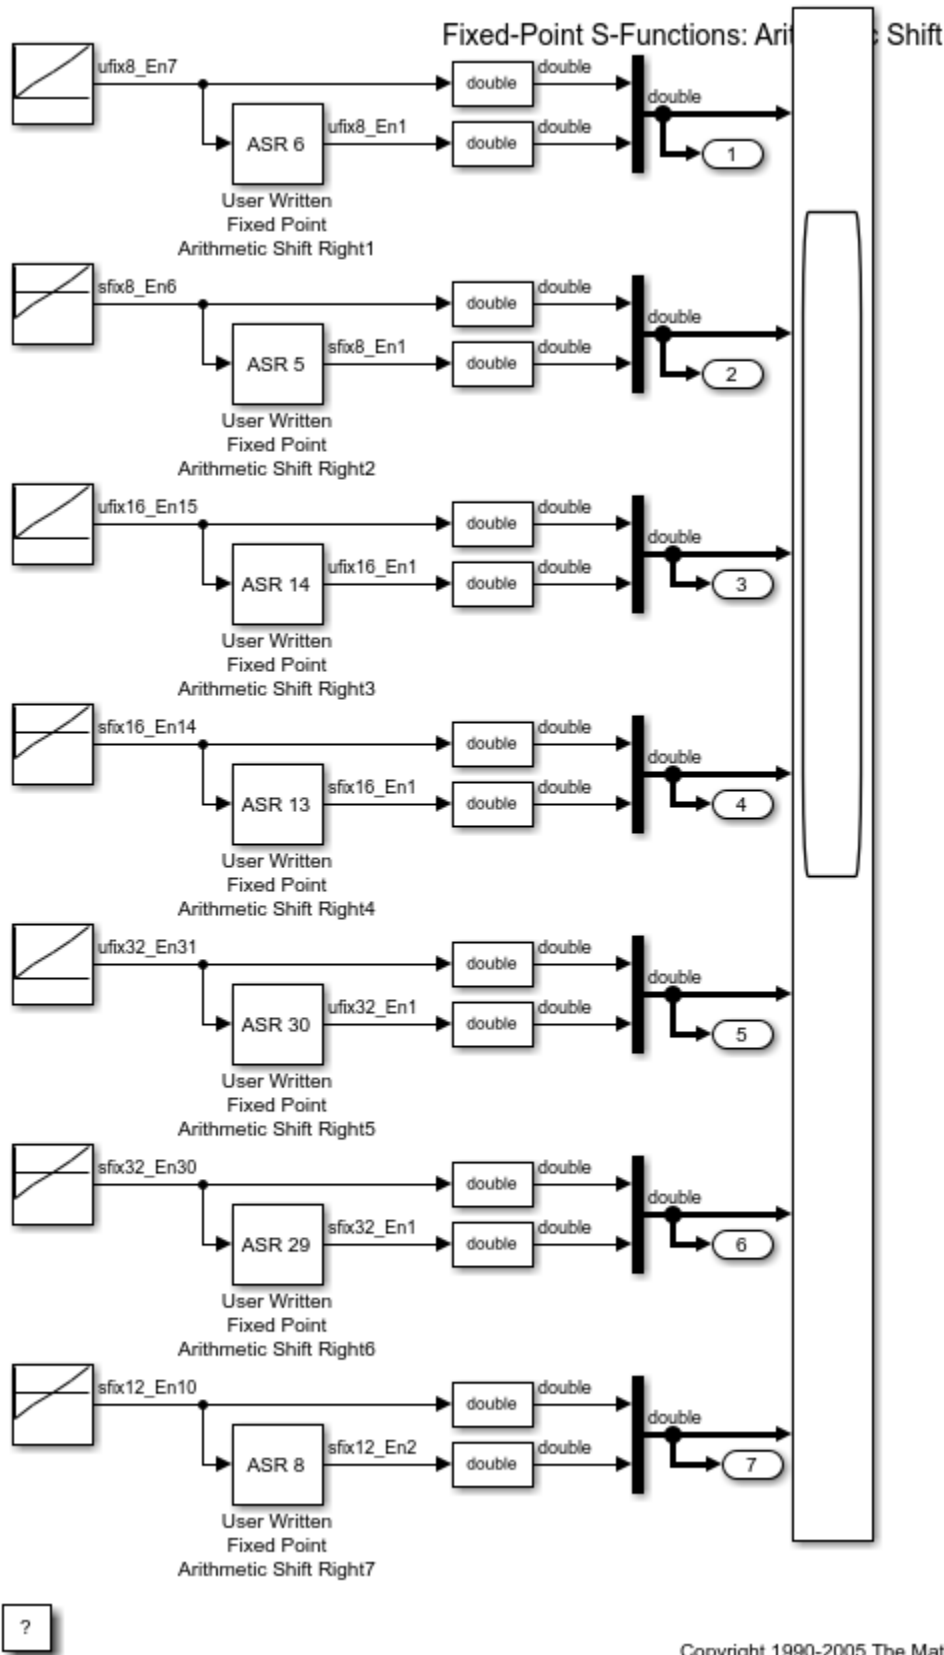 Fixed-Point S-Functions: Arit c Shift
ufix8_En7
double
double
double
ASR 6
ufix8_En1
double
double
1
User Written
Fixed Point
Arithmetic Shift Right1
sfix8_En6
double
double
double
ASR 5
sfix8_En1
double
double
2
User Written
Fixed Point
Arithmetic Shift Right2
ufix16_En15
double
double
double
ASR 14
ufix16_En1
double
double
3
User Written
Fixed Point
Arithmetic Shift Right3
sfix16_En14
double
double
double
ASR 13
sfix16_En1
double
double
4
User Written
Fixed Point
Arithmetic Shift Right4
ufix32_En31
double
double
double
ASR 30
ufix32_En1
double
double
5
User Written
Fixed Point
Arithmetic Shift Right5
sfix32_En30
double
double
double
ASR 29
sfix32_En1
double
double
6
User Written
Fixed Point
Arithmetic Shift Right6
sfix12_En10
double
double
double
ASR 8
sfix12_En2
double
double
7
User Written
Fixed Point
Arithmetic Shift Right7
?
Copyright 1990-2005 The Mat